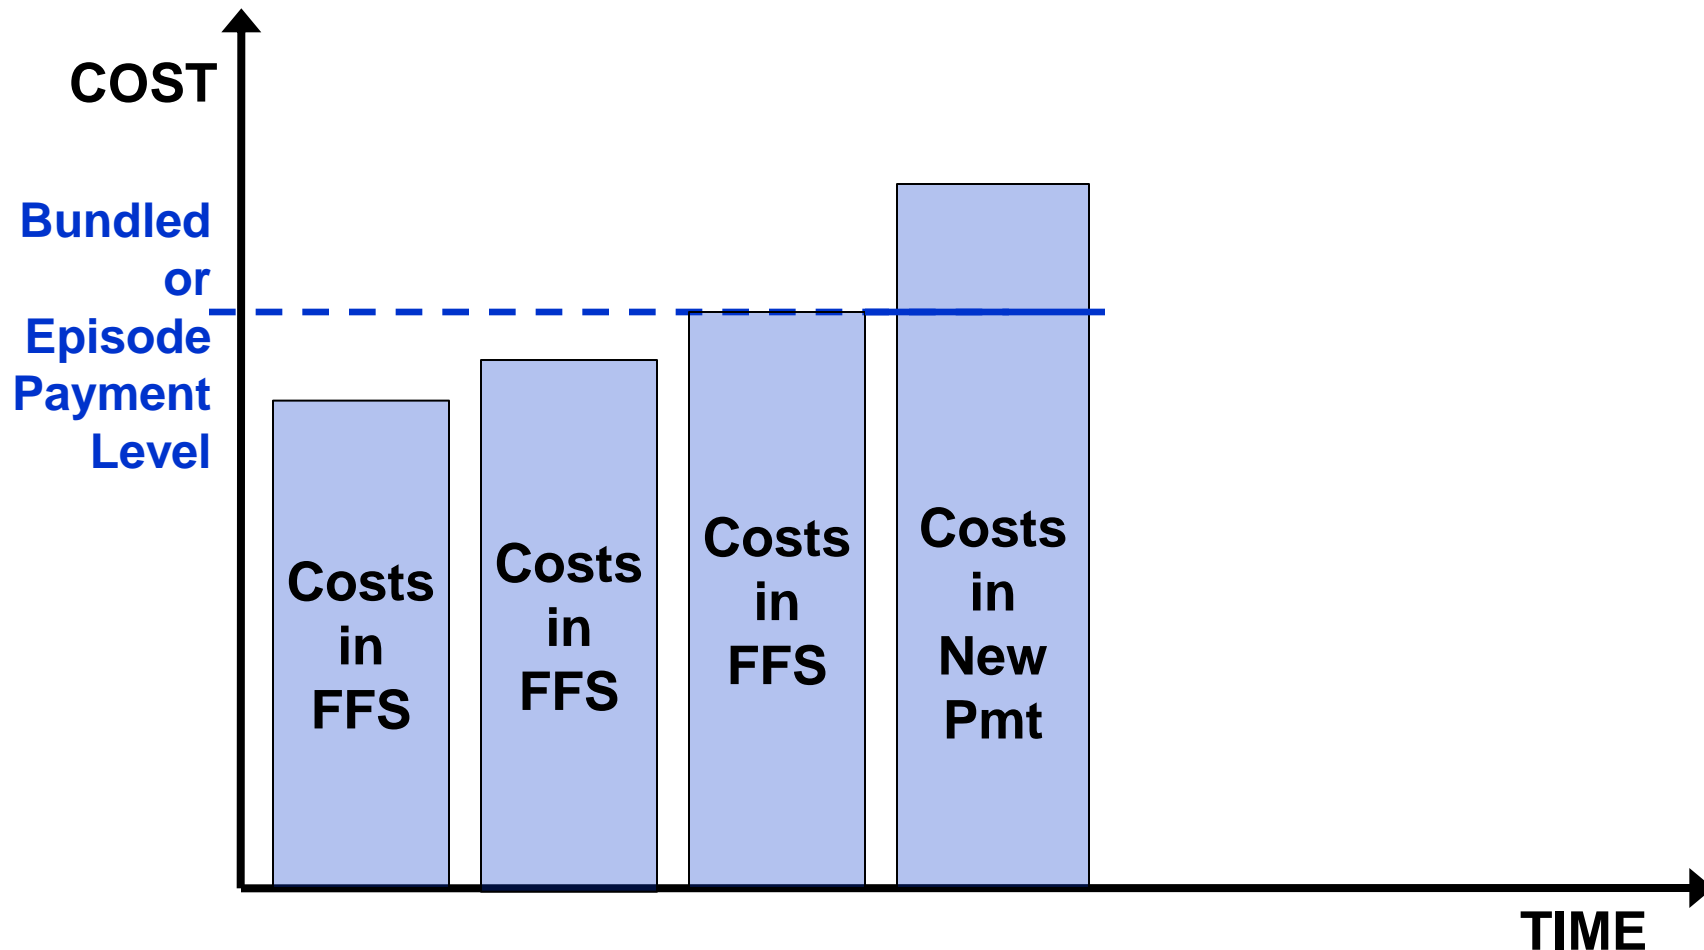 COST
Bundled
or
Episode
Payment
Level
Costs
in
FFS
Costs
in
FFS
Costs
in
FFS
Costs
in
New
Pmt
TIME